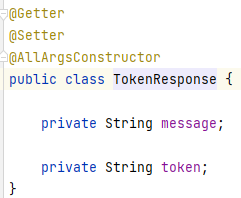 @Getter
@Setter
@AllArgsConstructor
public class TokenResponse {
private String message;
private String token;
}